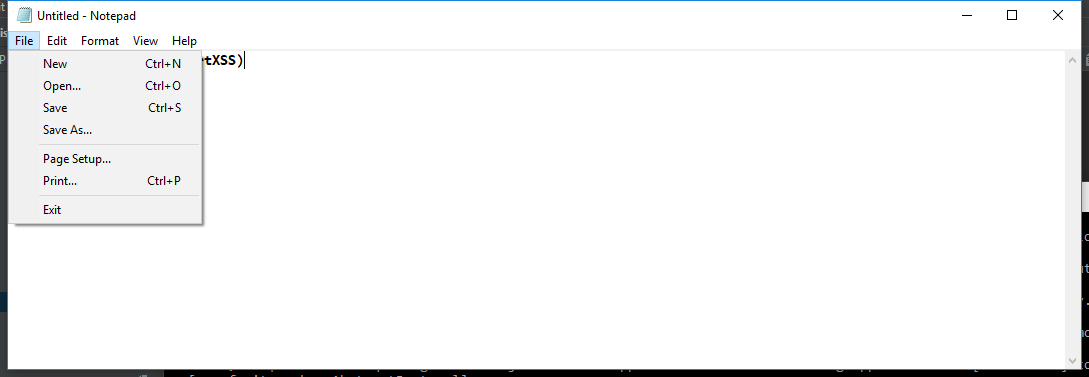 Untitled - Notepad
File Edit Format View Help
New Ctrl+N
Open... Ctrl+O
Save Ctrl+S
Save As...
Page Setup...
Print... Ctrl+P
Exit
tXSS)